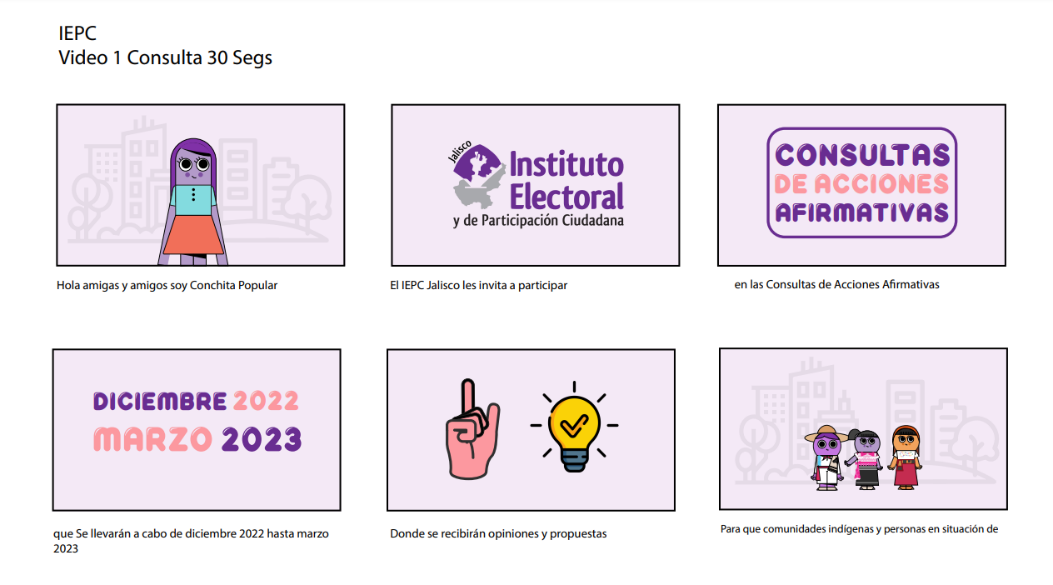 IEPC
Video 1 Consulta 30 Segs
Jalisco
Instituto
Electoral
y de Participación Ciudadana
CONSULTAS
DE ACCIONES
AFIRMATIVAS
Hola amigas y amigos soy Conchita Popular
El IEPC Jalisco les invita a participar
en las Consultas de Acciones Afirmativas
DICIEMBRE 2022
MARZO 2023
que Se llevarán a cabo de diciembre 2022 hasta marzo
2023
Donde se recibirán opiniones y propuestas
Para que comunidades indígenas y personas en situación de